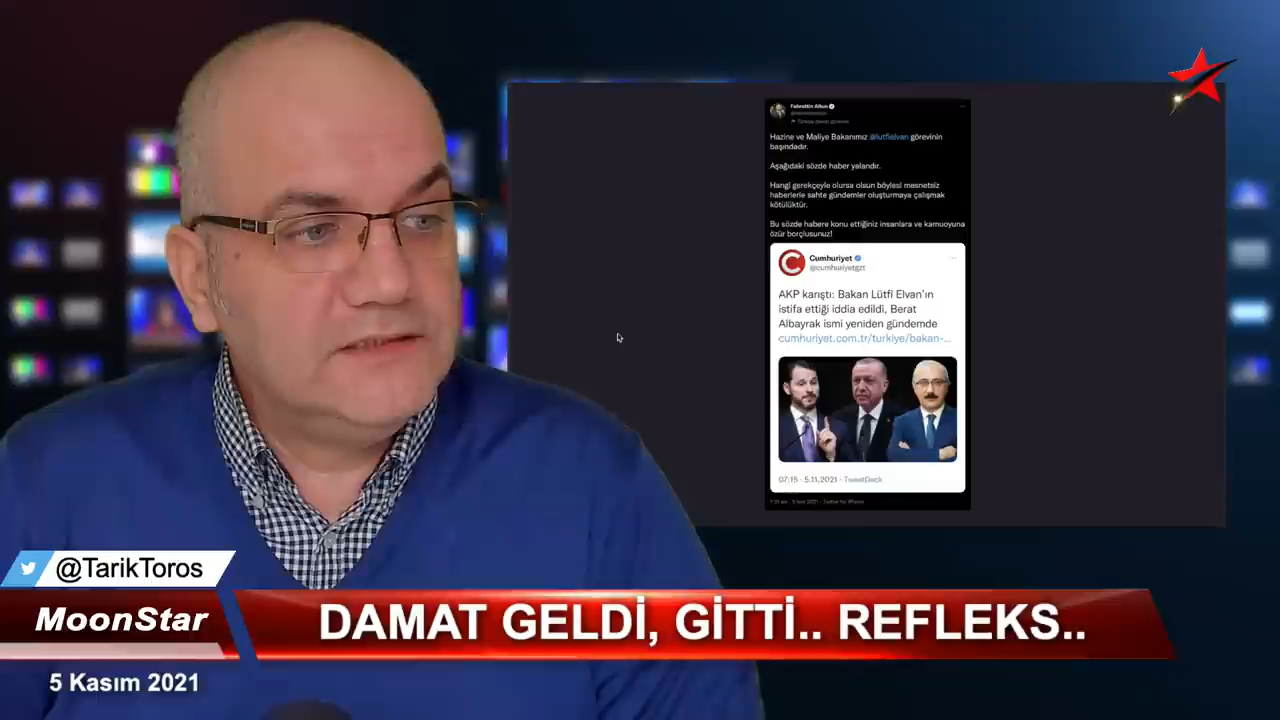 Fahrettin Altun
Hazine ve Maliye Bakanımız @lutfielvan görevinin
başındadır.
Aşağıdaki sözde haber yalandır.
Hangi gerekçeyle olursa olsun böylesi mesnetsiz
haberlerle sahte gündemler oluşturmaya çalışmak
kötülüktür.
Bu sözde habere konu ettiğiniz insanlara ve kamuoyuna
özür borçlusunuz!
Cumhuriyet
@cumhuriyetgzt
AKP karıştı: Bakan Lütfi Elvan'ın
istifa ettiği iddia edildi, Berat
Albayrak ismi yeniden gündemde
cumhuriyet.com.tr/turkiye/bakan-...
07:15 · 5.11.2021 · TweetDeck
@TarikToros
MoonStar
DAMAT GELDİ, GİTTİ.. REFLEKS..
5 Kasım 2021